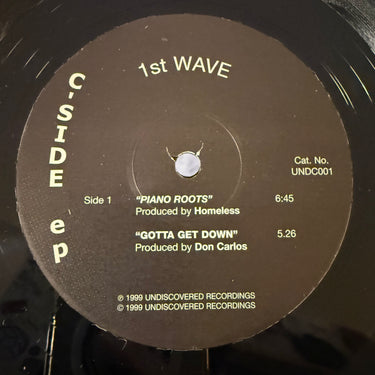 1st WAVE
C-SIDE ep
Cat. No.
UNDC001
Side 1 "PIANO ROOTS" 6:45
Produced by Homeless
"GOTTA GET DOWN" 5.26
Produced by Don Carlos
℗ 1999 UNDISCOVERED RECORDINGS
© 1999 UNDISCOVERED RECORDINGS